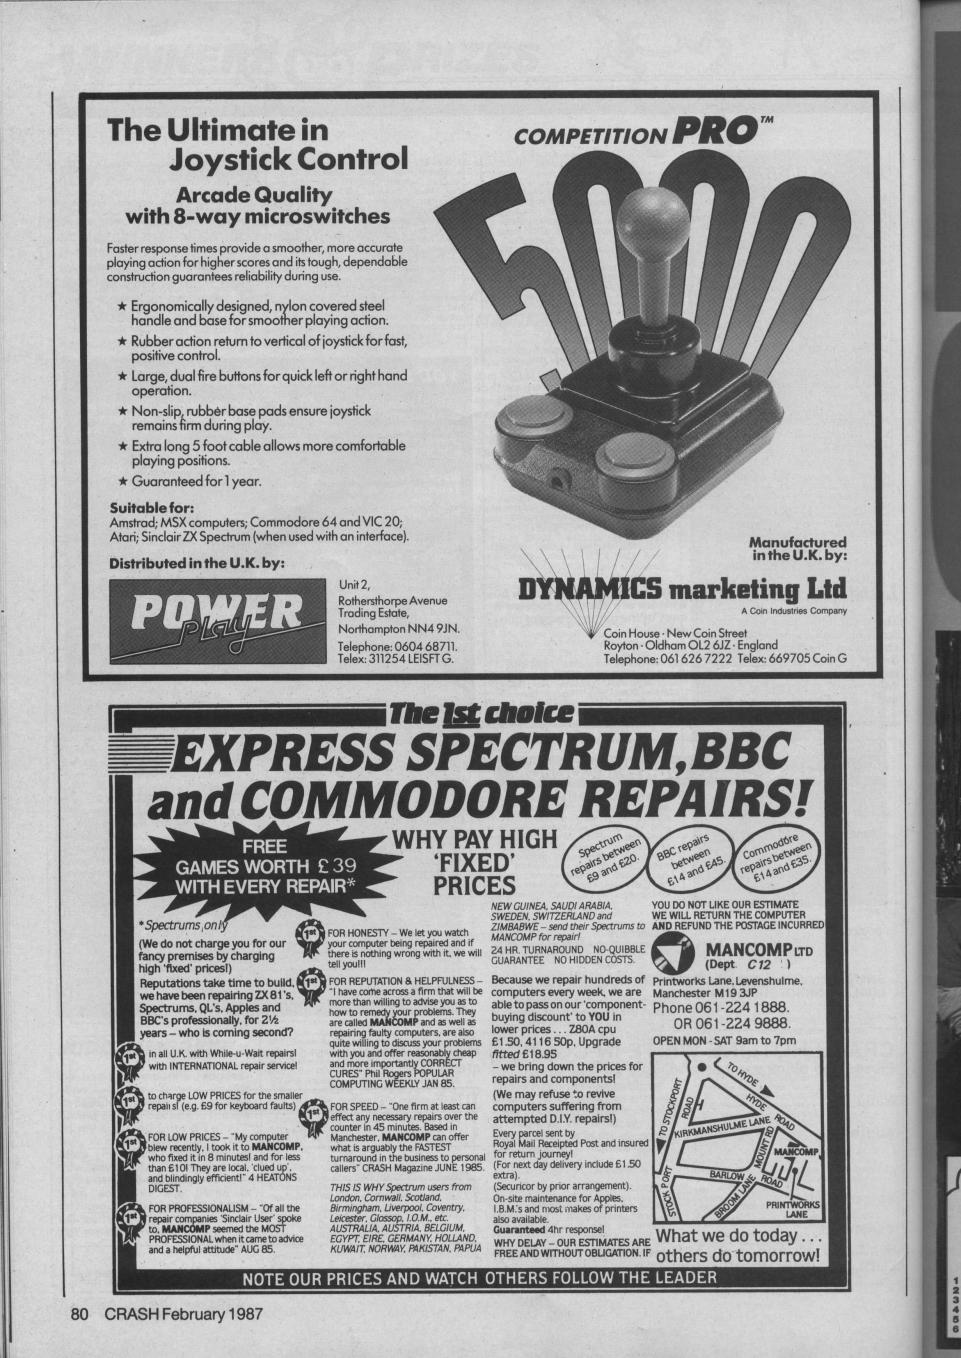 The Ultimate in
Joystick Control
Arcade Quality
with 8-way microswitches
Faster response times provide a smoother, more accurate
playing action for higher scores and its tough, dependable
construction guarantees reliability during use.
★ Ergonomically designed, nylon covered steel
handle and base for smoother playing action.
★ Rubber action return to vertical of joystick for fast,
positive control.
★ Large, dual fire buttons for quick left or right hand
operation.
★ Non-slip, rubber base pads ensure joystick
remains firm during play.
★ Extra long 5 foot cable allows more comfortable
playing positions.
★ Guaranteed for 1 year.
Suitable for:
Amstrad; MSX computers; Commodore 64 and VIC 20;
Atari; Sinclair ZX Spectrum (when used with an interface).
Distributed in the U.K. by:
POWER
Play
Unit 2,
Rothersthorpe Avenue
Trading Estate,
Northampton NN4 9JN.
Telephone: 0604 68711.
Telex: 311254 LEISFT G.
COMPETITION PRO™
5000
Manufactured
in the U.K. by:
DYNAMICS marketing Ltd
A Coin Industries Company
Coin House · New Coin Street
Royton · Oldham OL2 6JZ · England
Telephone: 061 626 7222 Telex: 669705 Coin G
The 1st choice
EXPRESS SPECTRUM, BBC
and COMMODORE REPAIRS!
FREE
GAMES WORTH £39
WITH EVERY REPAIR*
WHY PAY HIGH
'FIXED'
PRICES
Spectrum
repairs between
£9 and £20.
BBC repairs
between
£14 and £45.
Commodore
repairs between
£14 and £35.
*Spectrums only
(We do not charge you for our
fancy premises by charging
high 'fixed' prices!)
Reputations take time to build,
we have been repairing ZX 81's,
Spectrums, QL's, Apples and
BBC's professionally, for 2½
years – who is coming second?
1st
in all U.K. with While-u-Wait repairs!
with INTERNATIONAL repair service!
1st
to charge LOW PRICES for the smaller
repairs! (e.g. £9 for keyboard faults)
1st
FOR LOW PRICES – "My computer
blew recently, I took it to MANCOMP,
who fixed it in 8 minutes! and for less
than £10! They are local, 'clued up',
and blindingly efficient!" 4 HEATONS
DIGEST.
1st
FOR PROFESSIONALISM – "Of all the
repair companies 'Sinclair User' spoke
to, MANCOMP seemed the MOST
PROFESSIONAL when it came to advice
and a helpful attitude" AUG 85.
1st
FOR HONESTY – We let you watch
your computer being repaired and if
there is nothing wrong with it, we will
tell you!!!
1st
FOR REPUTATION & HELPFULNESS –
"I have come across a firm that will be
more than willing to advise you as to
how to remedy your problems. They
are called MANCOMP and as well as
repairing faulty computers, are also
quite willing to discuss your problems
with you and offer reasonably cheap
and more importantly CORRECT
CURES" Phil Rogers POPULAR
COMPUTING WEEKLY JAN 85.
1st
FOR SPEED – "One firm at least can
effect any necessary repairs over the
counter in 45 minutes. Based in
Manchester, MANCOMP can offer
what is arguably the FASTEST
turnaround in the business to personal
callers" CRASH Magazine JUNE 1985.
THIS IS WHY Spectrum users from
London, Cornwall, Scotland,
Birmingham, Liverpool, Coventry,
Leicester, Glossop, I.O.M., etc.
AUSTRALIA, AUSTRIA, BELGIUM,
EGYPT, EIRE, GERMANY, HOLLAND,
KUWAIT, NORWAY, PAKISTAN, PAPUA
NEW GUINEA, SAUDI ARABIA,
SWEDEN, SWITZERLAND and
ZIMBABWE – send their Spectrums to
MANCOMP for repair!
24 HR. TURNAROUND NO-QUIBBLE
GUARANTEE NO HIDDEN COSTS.
Because we repair hundreds of
computers every week, we are
able to pass on our 'component-
buying discount' to YOU in
lower prices . . . Z80A cpu
£1.50, 4116 50p, Upgrade
fitted £18.95
– we bring down the prices for
repairs and components!
(We may refuse to revive
computers suffering from
attempted D.I.Y. repairs!)
Every parcel sent by
Royal Mail Receipted Post and insured
for return journey!
(For next day delivery include £1.50
extra).
(Securicor by prior arrangement).
On-site maintenance for Apples,
I.B.M.'s and most makes of printers
also available.
Guaranteed 4hr response!
WHY DELAY – OUR ESTIMATES ARE
FREE AND WITHOUT OBLIGATION. IF
YOU DO NOT LIKE OUR ESTIMATE
WE WILL RETURN THE COMPUTER
AND REFUND THE POSTAGE INCURRED
MANCOMP LTD
(Dept. C12 )
Printworks Lane, Levenshulme,
Manchester M19 3JP
Phone 061-224 1888.
OR 061-224 9888.
OPEN MON - SAT 9am to 7pm
TO HYDE
TO STOCKPORT
ROAD
HYDE
ROAD
KIRKMANSHULME LANE
MOUNT RD
MANCOMP
BARLOW
ROAD
STOCKPORT
BROOM LANE
PRINTWORKS
LANE
What we do today . . .
others do tomorrow!
NOTE OUR PRICES AND WATCH OTHERS FOLLOW THE LEADER
80 CRASH February 1987
1
2
3
4
5
6